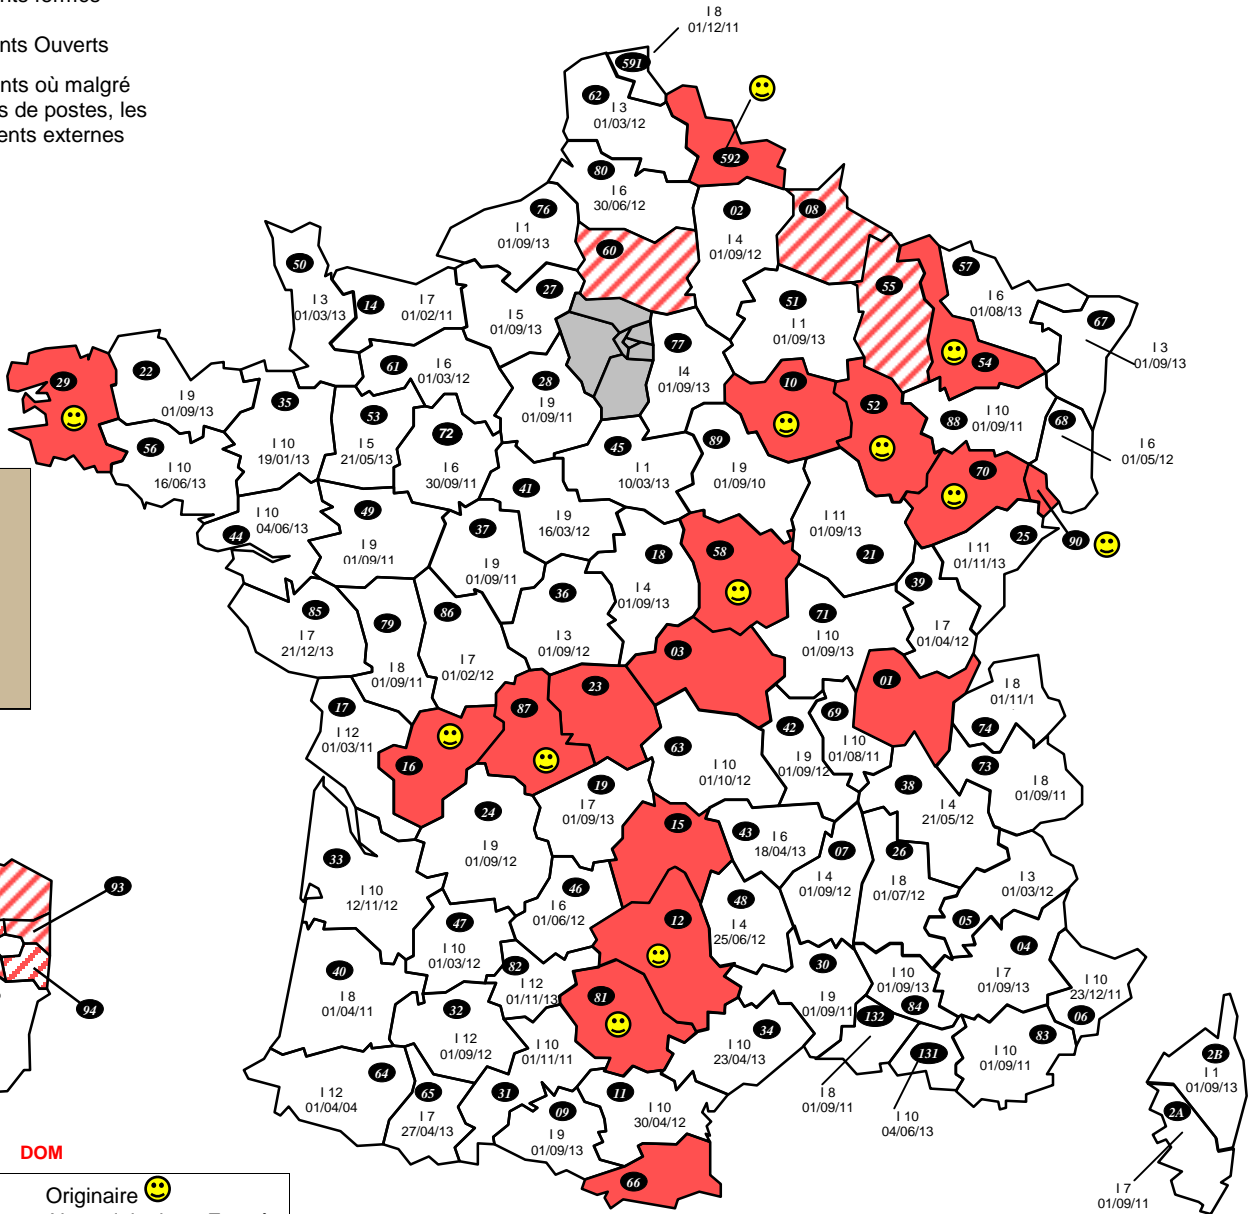 nts Ouverts
nts où malgré
s de postes, les
ents externes
I 8
01/12/11
591
62
I 3
01/03/12
592
80
I 6
30/06/12
76
I 1
01/09/13
02
I 4
01/09/12
08
60
50
I 3
01/03/13
14
I 7
01/02/11
27
I 5
01/09/13
51
I 1
01/09/13
55
57
I 6
01/08/13
67
I 3
01/09/13
54
77
I4
01/09/13
61
I 6
01/03/12
28
I 9
01/09/11
10
52
88
I 10
01/09/11
68
I 6
01/05/12
29
22
I 9
01/09/13
35
I 10
19/01/13
53
I 5
21/05/13
72
I 6
30/09/11
56
I 10
16/06/13
45
I 1
10/03/13
89
I 9
01/09/10
70
90
41
I 9
16/03/12
I 10
04/06/13
44
49
I 9
01/09/11
37
I 9
01/09/11
18
I 4
01/09/13
58
I 11
01/09/13
21
I 11
01/11/13
25
39
I 7
01/04/12
36
I 3
01/09/12
85
I 7
21/12/13
79
I 8
01/09/11
86
I 7
01/02/12
71
I 10
01/09/13
03
23
01
I 8
01/11/1
74
17
I 12
01/03/11
87
16
63
I 10
01/10/12
42
I 9
01/09/12
69
I 10
01/08/11
73
I 8
01/09/11
38
I 4
21/05/12
19
I 7
01/09/13
24
I 9
01/09/12
15
43
I 6
18/04/13
07
I 4
01/09/12
26
I 8
01/07/12
I 3
01/03/12
05
33
I 10
12/11/12
46
I 6
01/06/12
12
48
I 4
25/06/12
93
47
I 10
01/03/12
04
I 7
01/09/13
40
I 8
01/04/11
82
I 12
01/11/13
81
30
I 9
01/09/11
I 10
01/09/13
84
I 10
23/12/11
06
94
32
I 12
01/09/12
I 10
01/11/11
31
34
I 10
23/04/13
132
I 8
01/09/11
131
I 10
04/06/13
83
I 10
01/09/11
2B
I 1
01/09/13
64
I 12
01/04/04
65
I 7
27/04/13
09
I 9
01/09/13
11
I 10
30/04/12
2A
I 7
01/09/11
66
DOM
Originaire